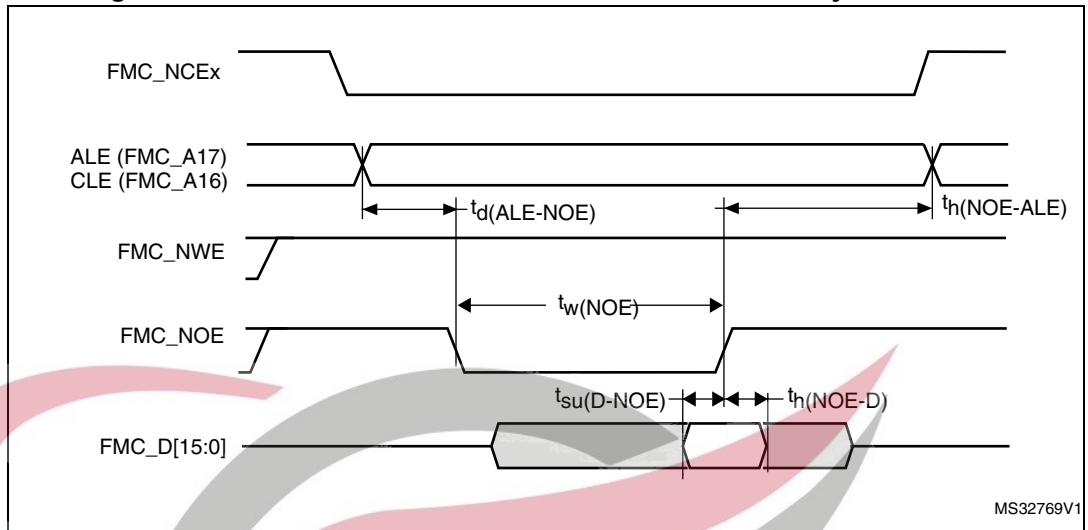 FMC_NCEx
ALE (FMC_A17)
CLE (FMC_A16)
td(ALE-NOE)
th(NOE-ALE)
FMC_NWE
tw(NOE)
FMC_NOE
tsu(D-NOE)
th(NOE-D)
FMC_D[15:0]
MS32769V1